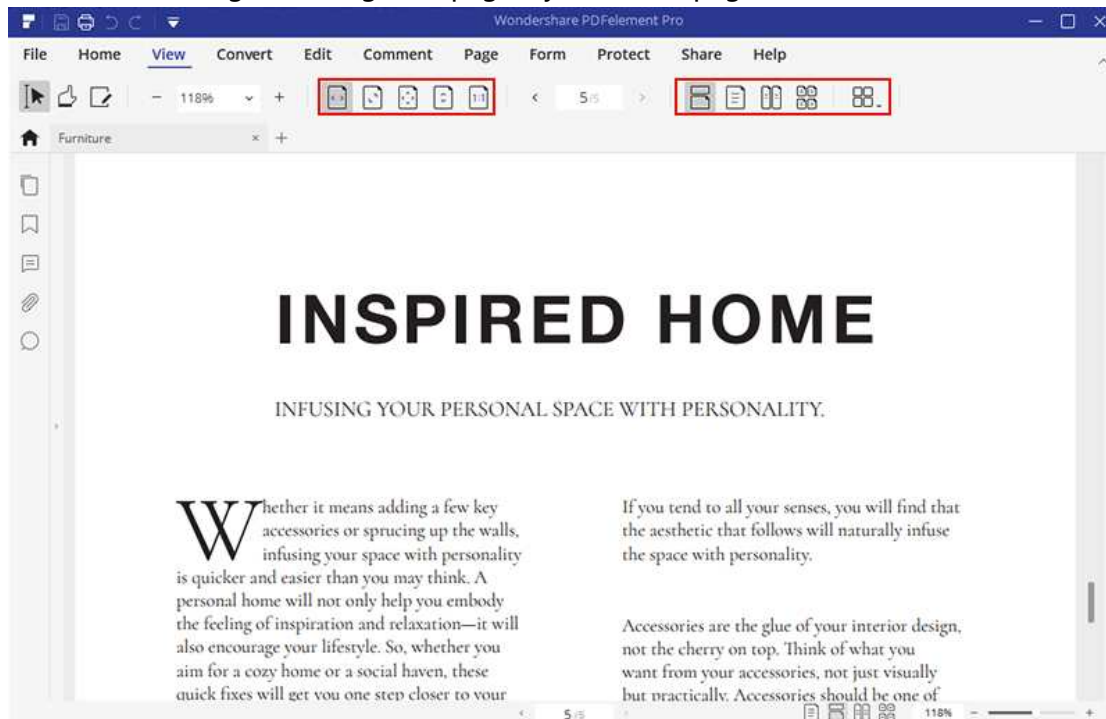 Wondershare PDFelement Pro
File Home View Convert Edit Comment Page Form Protect Share Help
118% 1:1 5/5
Furniture
INSPIRED HOME
INFUSING YOUR PERSONAL SPACE WITH PERSONALITY.
Whether it means adding a few key
accessories or sprucing up the walls,
infusing your space with personality
is quicker and easier than you may think. A
personal home will not only help you embody
the feeling of inspiration and relaxation—it will
also encourage your lifestyle. So, whether you
aim for a cozy home or a social haven, these
quick fixes will get you one step closer to your
If you tend to all your senses, you will find that
the aesthetic that follows will naturally infuse
the space with personality.
Accessories are the glue of your interior design,
not the cherry on top. Think of what you
want from your accessories, not just visually
but practically. Accessories should be one of
5/5 118%